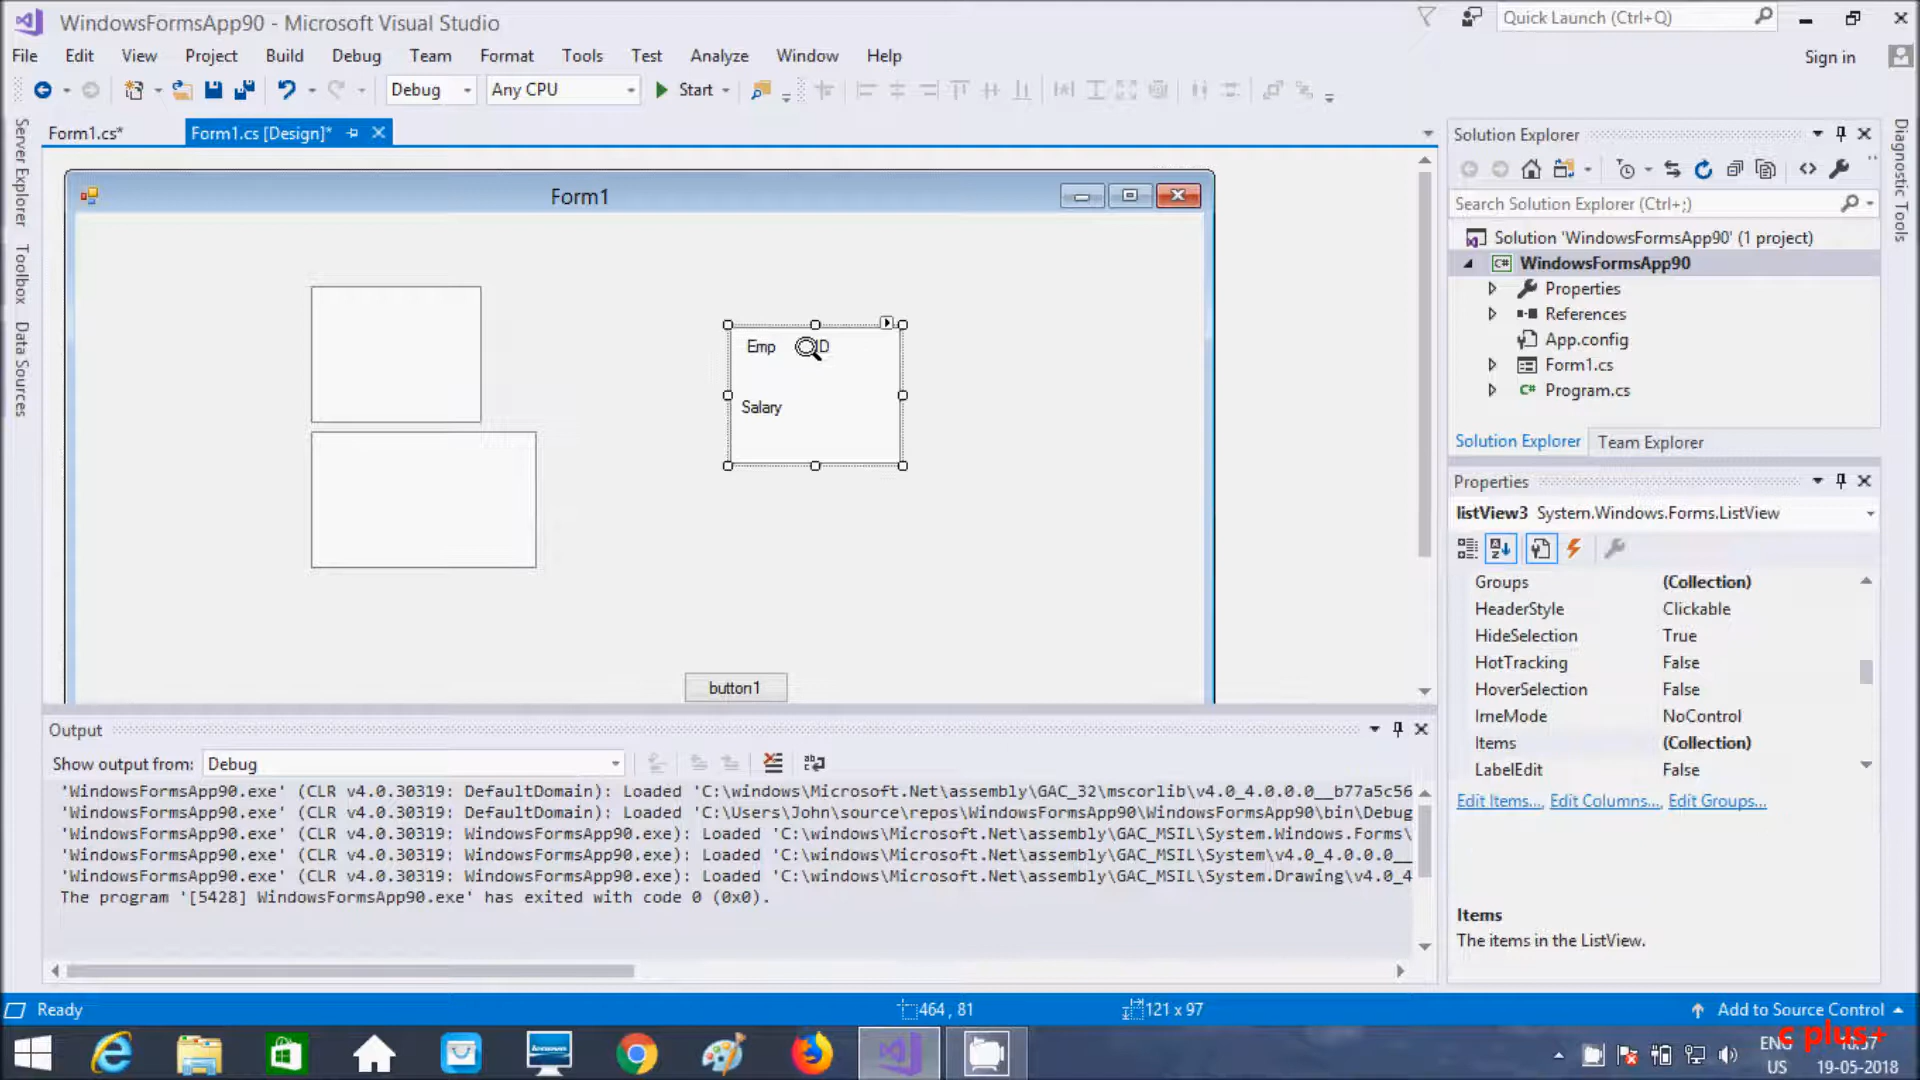 WindowsFormsApp90 - Microsoft Visual Studio
Quick Launch (Ctrl+Q)
File Edit View Project Build Debug Team Format Tools Test Analyze Window Help
Sign in
Debug Any CPU Start
Server Explorer
Toolbox
Data Sources
Form1.cs*
Form1.cs [Design]*
Form1
Emp ID
Salary
button1
Solution Explorer
Search Solution Explorer (Ctrl+;)
Solution 'WindowsFormsApp90' (1 project)
C# WindowsFormsApp90
Properties
References
App.config
Form1.cs
C# Program.cs
Solution Explorer Team Explorer
Diagnostic Tools
Properties
listView3 System.Windows.Forms.ListView
Groups (Collection)
HeaderStyle Clickable
HideSelection True
HotTracking False
HoverSelection False
ImeMode NoControl
Items (Collection)
LabelEdit False
Edit Items..., Edit Columns..., Edit Groups...
Items
The items in the ListView.
Output
Show output from: Debug
'WindowsFormsApp90.exe' (CLR v4.0.30319: DefaultDomain): Loaded 'C:\windows\Microsoft.Net\assembly\GAC_32\mscorlib\v4.0_4.0.0.0__b77a5c56
'WindowsFormsApp90.exe' (CLR v4.0.30319: DefaultDomain): Loaded 'C:\Users\John\source\repos\WindowsFormsApp90\WindowsFormsApp90\bin\Debug
'WindowsFormsApp90.exe' (CLR v4.0.30319: WindowsFormsApp90.exe): Loaded 'C:\windows\Microsoft.Net\assembly\GAC_MSIL\System.Windows.Forms\
'WindowsFormsApp90.exe' (CLR v4.0.30319: WindowsFormsApp90.exe): Loaded 'C:\windows\Microsoft.Net\assembly\GAC_MSIL\System\v4.0_4.0.0.0__
'WindowsFormsApp90.exe' (CLR v4.0.30319: WindowsFormsApp90.exe): Loaded 'C:\windows\Microsoft.Net\assembly\GAC_MSIL\System.Drawing\v4.0_4
The program '[5428] WindowsFormsApp90.exe' has exited with code 0 (0x0).
Ready
464 , 81
121 x 97
Add to Source Control
c plus+
ENG
US 19-05-2018